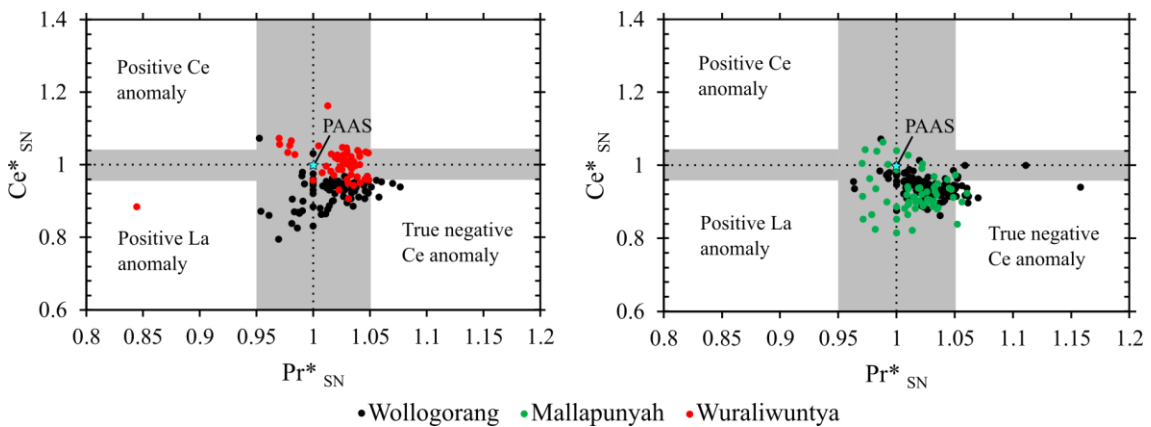 1.4
1.2
1
0.8
0.6
Ce* SN
Positive Ce
anomaly
PAAS
Positive La
anomaly
True negative
Ce anomaly
0.8 0.85 0.9 0.95 1 1.05 1.1 1.15 1.2
Pr* SN
1.4
1.2
1
0.8
0.6
Ce* SN
Positive Ce
anomaly
PAAS
Positive La
anomaly
True negative
Ce anomaly
0.8 0.85 0.9 0.95 1 1.05 1.1 1.15 1.2
Pr* SN
Wollogorang Mallapunyah Wuraliwuntya